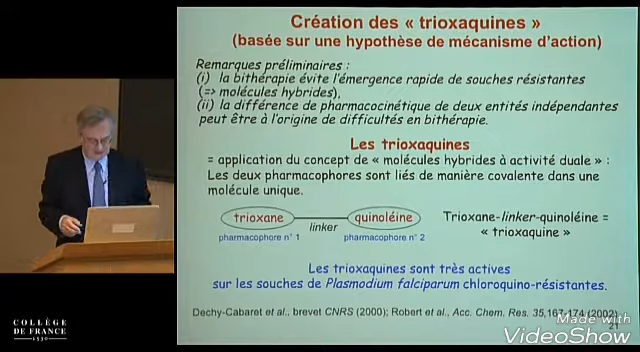 Création des « trioxaquines »
(basée sur une hypothèse de mécanisme d'action)
Remarques préliminaires :
(i) la bithérapie évite l'émergence rapide de souches résistantes
(=> molécules hybrides),
(ii) la différence de pharmacocinétique de deux entités indépendantes
peut être à l'origine de difficultés en bithérapie.
Les trioxaquines
= application du concept de « molécules hybrides à activité duale » :
Les deux pharmacophores sont liés de manière covalente dans une
molécule unique.
trioxane linker quinoléine
pharmacophore n° 1 pharmacophore n° 2
Trioxane-linker-quinoléine =
« trioxaquine »
Les trioxaquines sont très actives
sur les souches de Plasmodium falciparum chloroquino-résistantes.
Dechy-Cabaret et al., brevet CNRS (2000); Robert et al., Acc. Chem. Res. 35,167-174 (2002)
21
COLLÈGE
DE FRANCE
1530
Made with
VideoShow